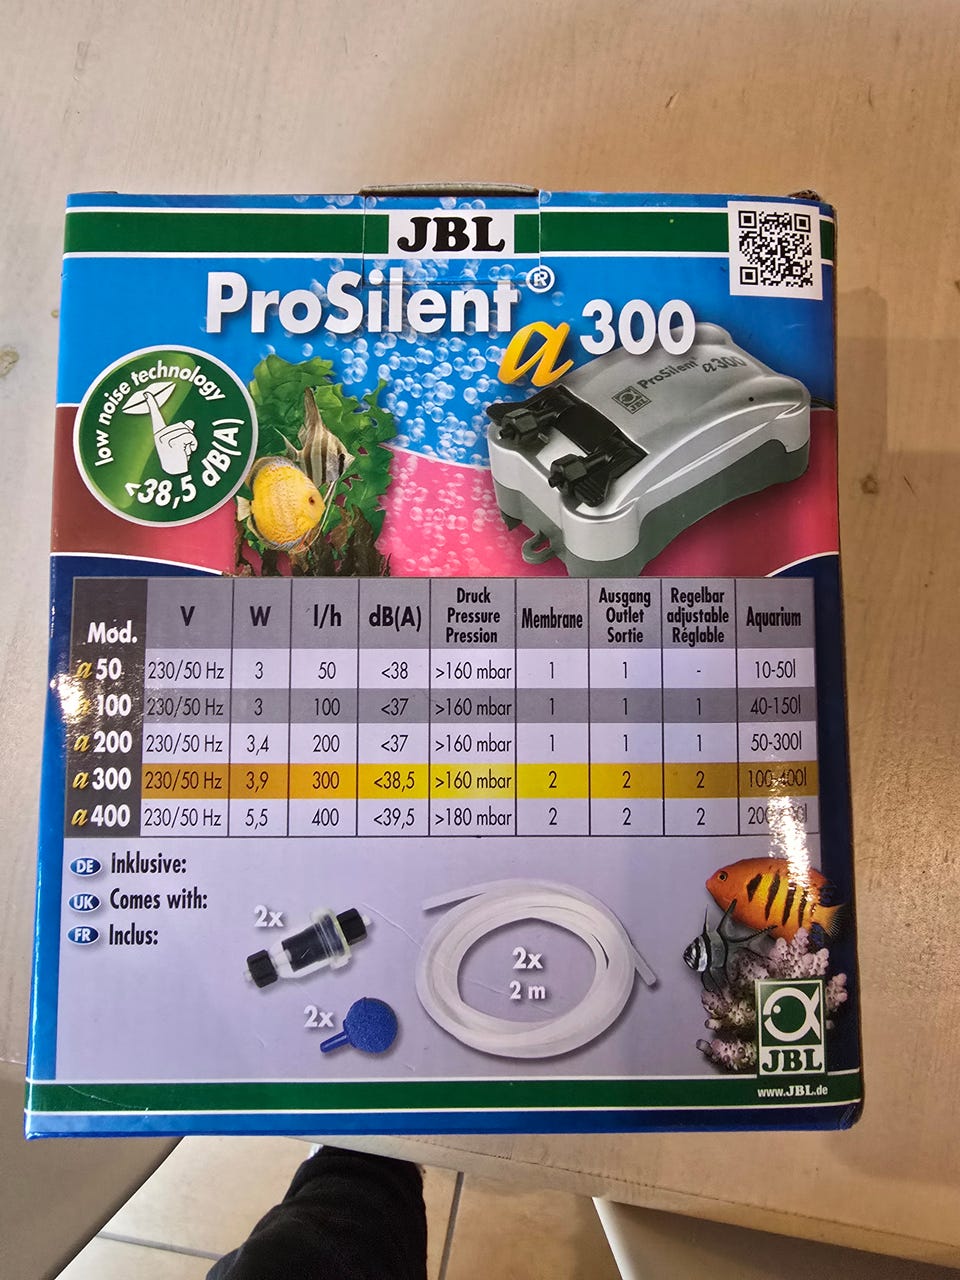 JBL
ProSilent®
a 300
low noise technology
<38,5 dB(A)
ProSilent® a300
JBL
Mod. V W l/h dB(A) Druck Pressure Pression Membrane Ausgang Outlet Sortie Regelbar adjustable Réglable Aquarium
a 50 230/50 Hz 3 50 <38 >160 mbar 1 1 - 10-50l
a 100 230/50 Hz 3 100 <37 >160 mbar 1 1 1 40-150l
a 200 230/50 Hz 3,4 200 <37 >160 mbar 1 1 1 50-300l
a 300 230/50 Hz 3,9 300 <38,5 >160 mbar 2 2 2 100-400l
a 400 230/50 Hz 5,5 400 <39,5 >180 mbar 2 2 2
DE Inklusive:
UK Comes with:
FR Inclus:
2x
2x
2x
2 m
JBL
www.JBL.de